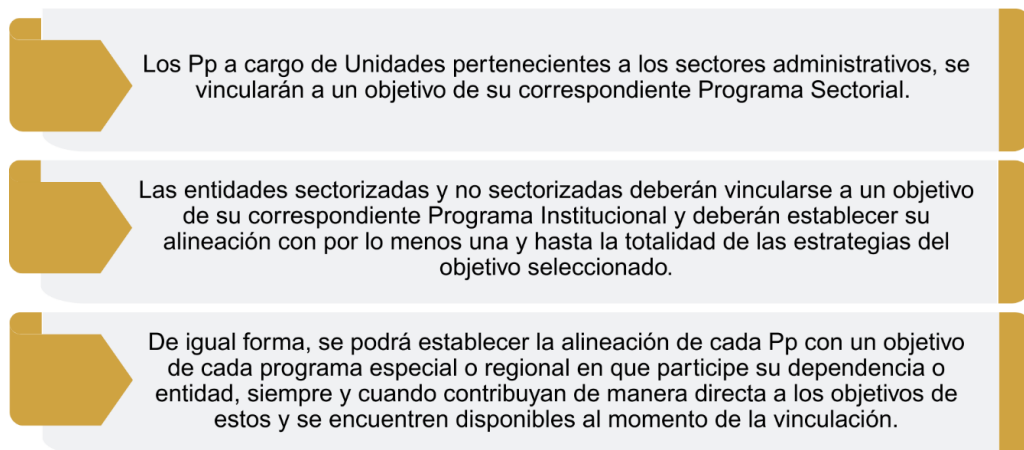 Los Pp a cargo de Unidades pertenecientes a los sectores administrativos, se
vincularán a un objetivo de su correspondiente Programa Sectorial.
Las entidades sectorizadas y no sectorizadas deberán vincularse a un objetivo
de su correspondiente Programa Institucional y deberán establecer su
alineación con por lo menos una y hasta la totalidad de las estrategias del
objetivo seleccionado.
De igual forma, se podrá establecer la alineación de cada Pp con un objetivo
de cada programa especial o regional en que participe su dependencia o
entidad, siempre y cuando contribuyan de manera directa a los objetivos de
estos y se encuentren disponibles al momento de la vinculación.